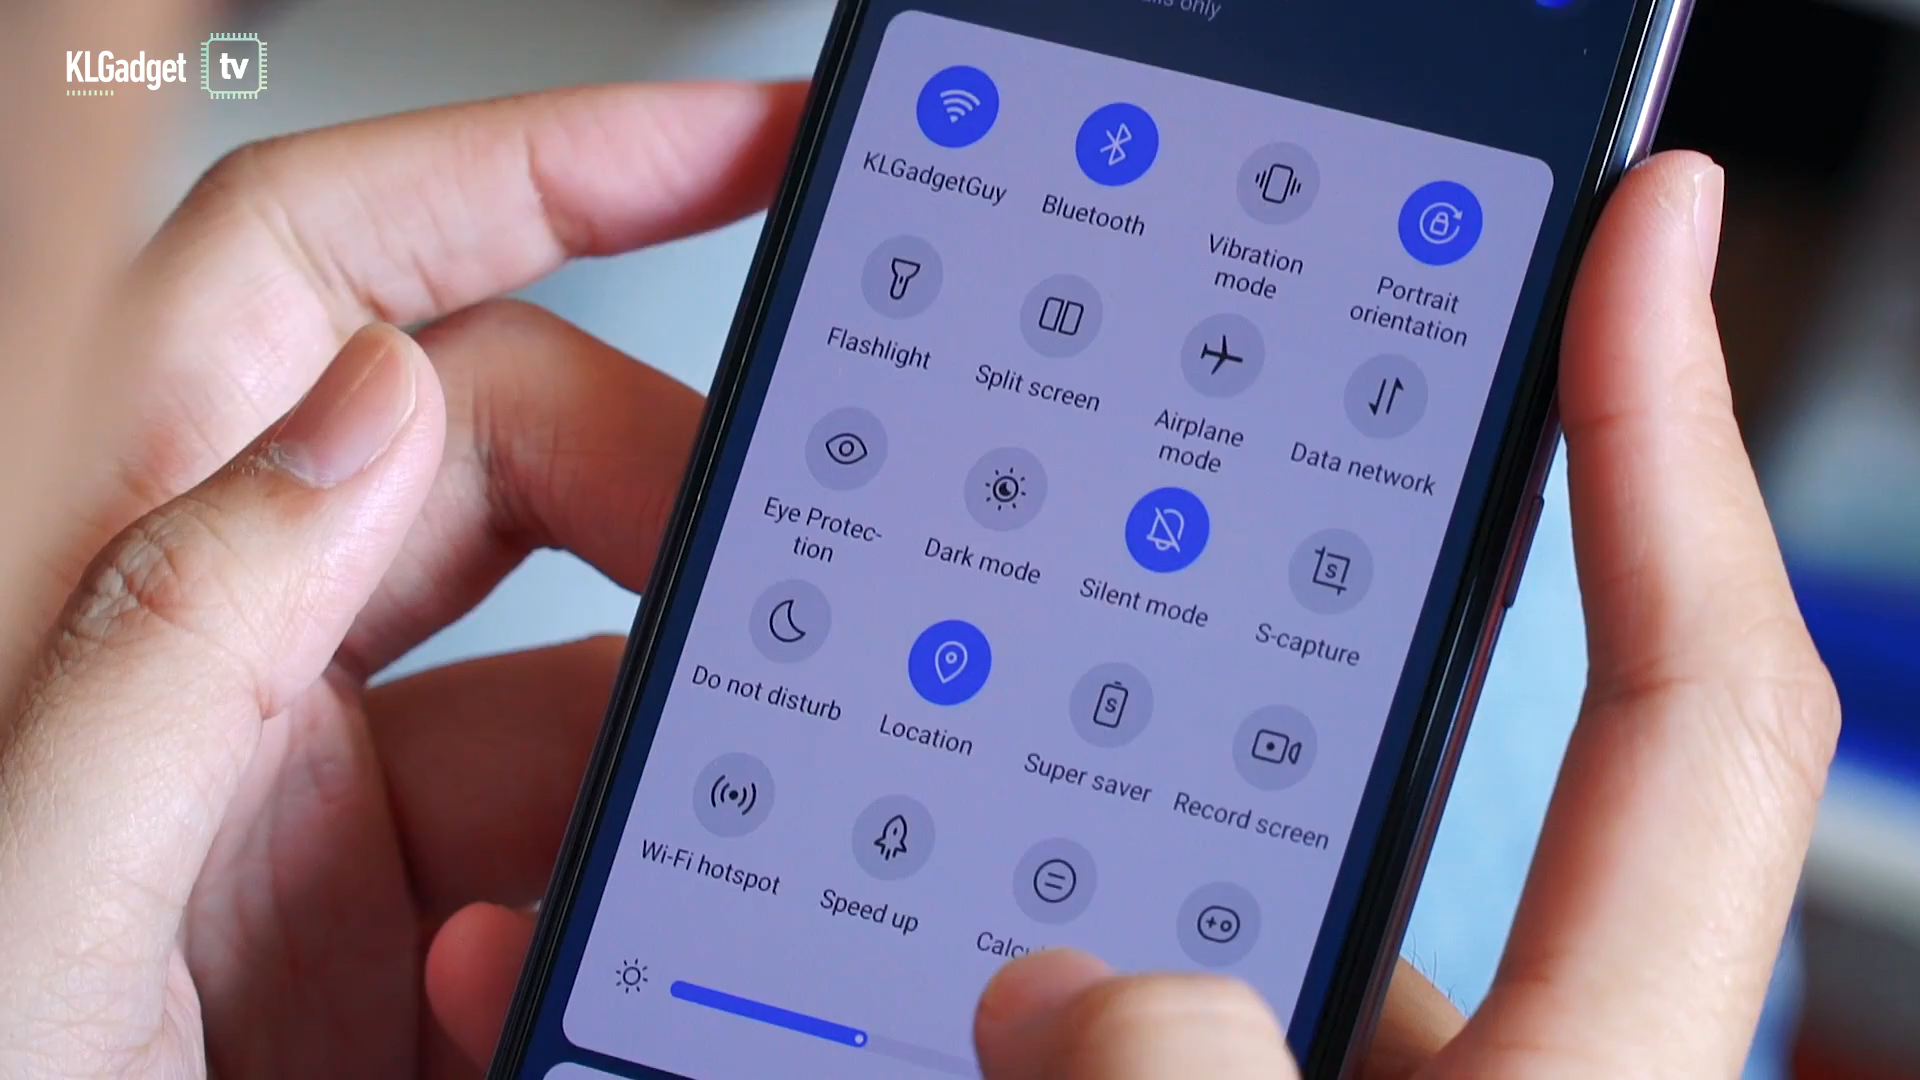 only
KLGadget tv
KLGadgetGuy
Bluetooth
Vibration
mode
Portrait
orientation
Flashlight
Split screen
Airplane
mode
Data network
Eye Protec-
tion
Dark mode
Silent mode
S-capture
Do not disturb
Location
Super saver
Record screen
Wi-Fi hotspot
Speed up